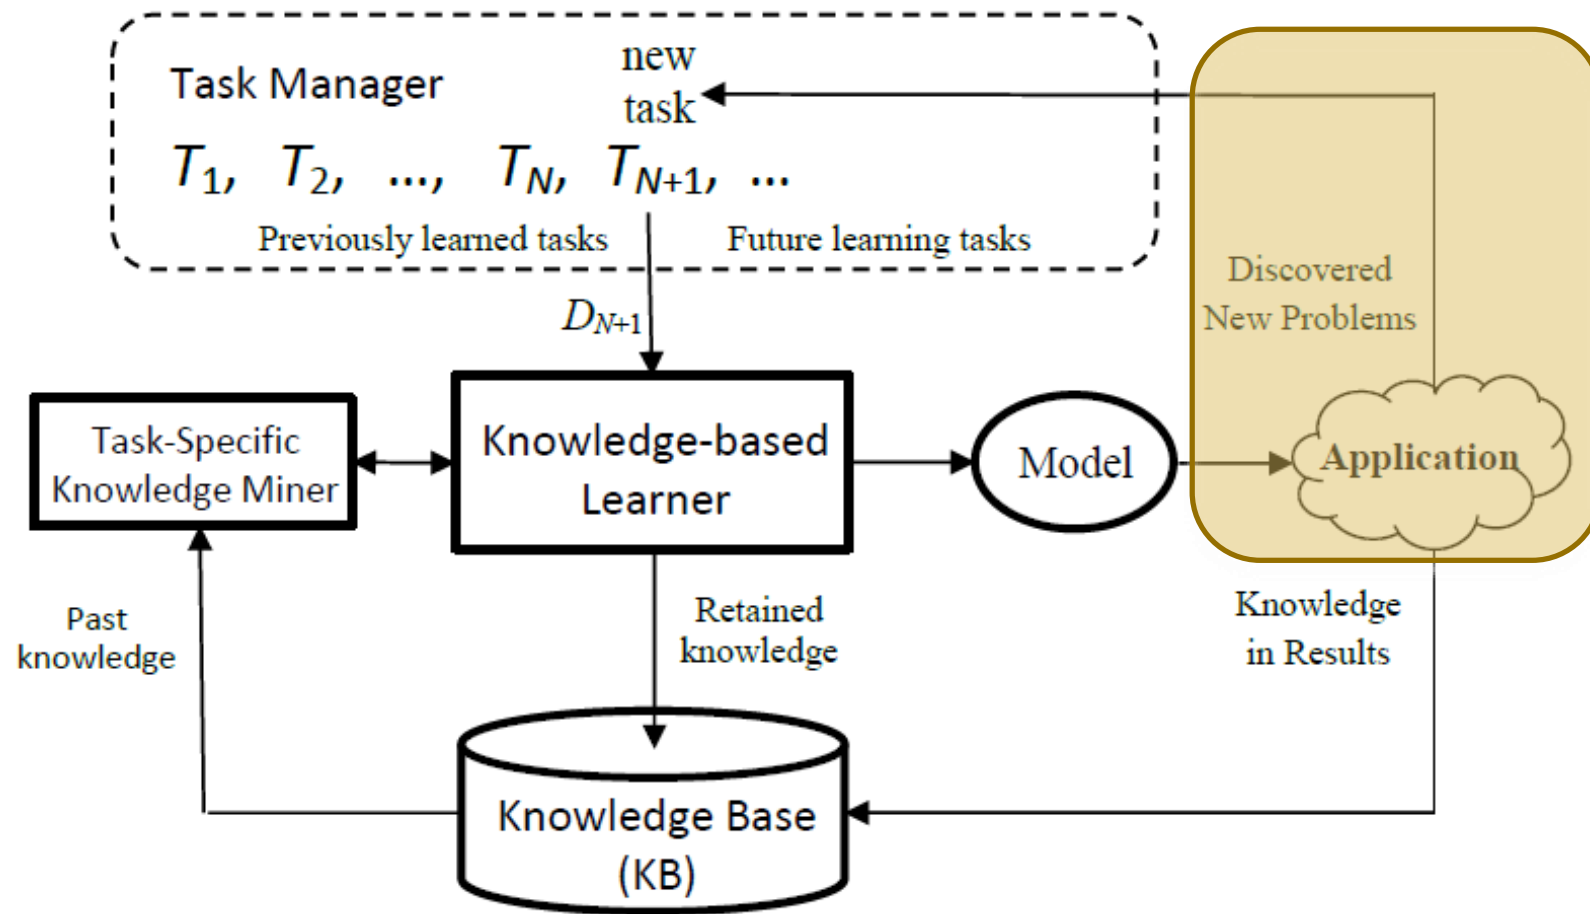 new
task
Task Manager
T1, T2, ..., TN, TN+1, ...
Previously learned tasks
Future learning tasks
Discovered
New Problems
DN+1
Task-Specific
Knowledge Miner
Knowledge-based
Learner
Model
Application
Past
knowledge
Retained
knowledge
Knowledge
in Results
Knowledge Base
(KB)